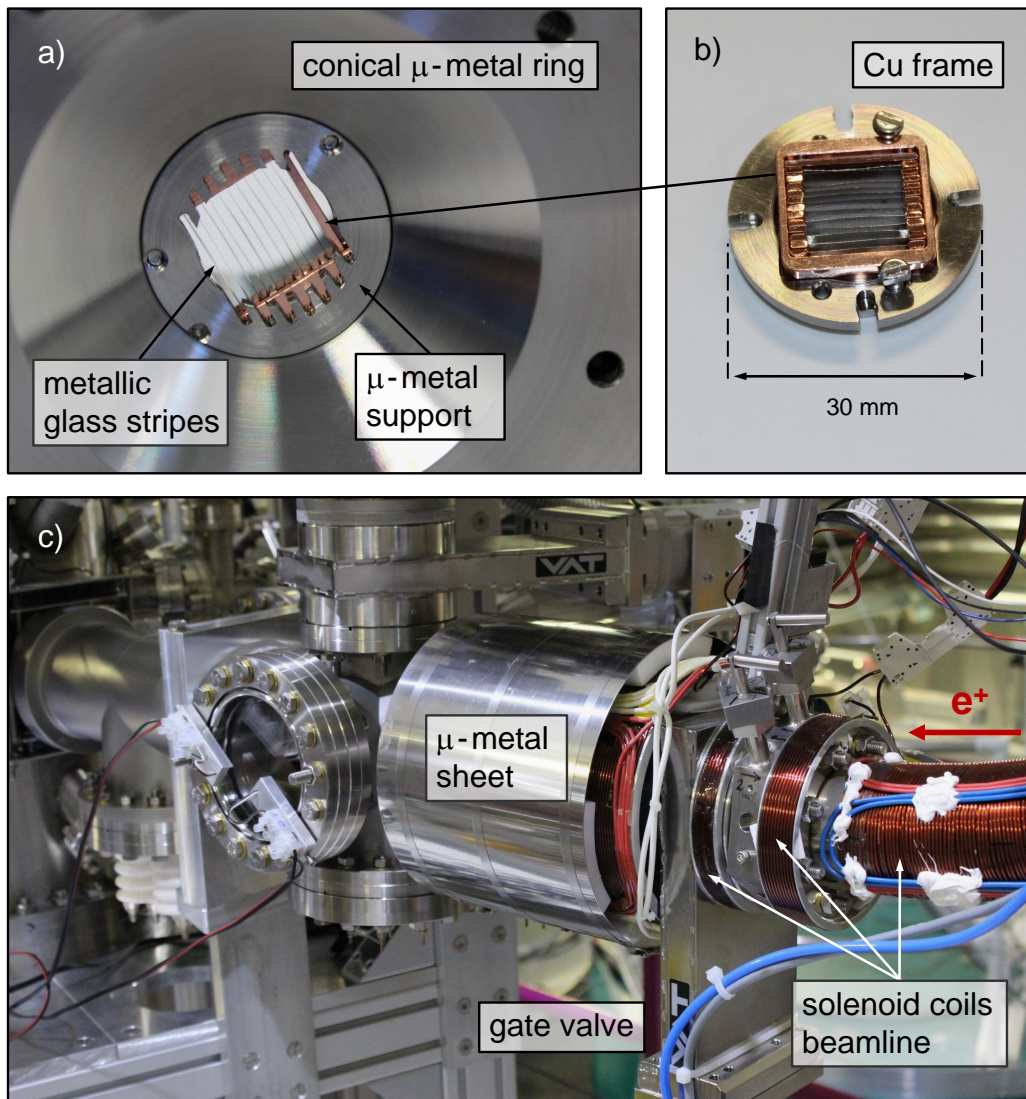 a)
conical μ-metal ring
metallic
glass stripes
μ-metal
support
b)
Cu frame
30 mm
c)
VAT
μ-metal
sheet
e+
2
gate valve
VAT
solenoid coils
beamline